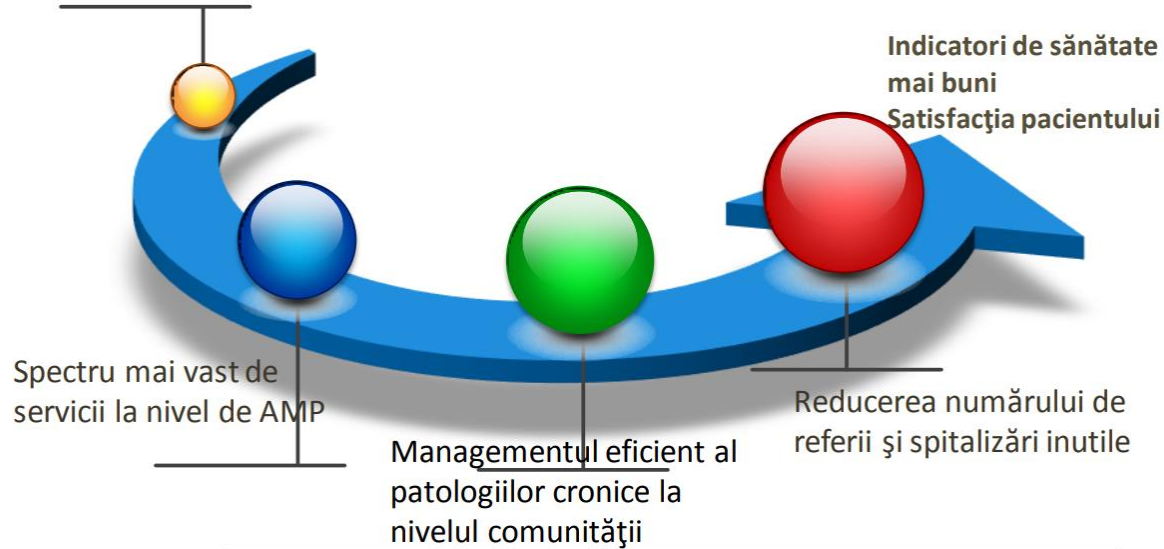 Indicatori de sănătate
mai buni
Satisfacţia pacientului
Spectru mai vast de
servicii la nivel de AMP
Managementul eficient al
patologiilor cronice la
nivelul comunităţii
Reducerea numărului de
referii şi spitalizări inutile